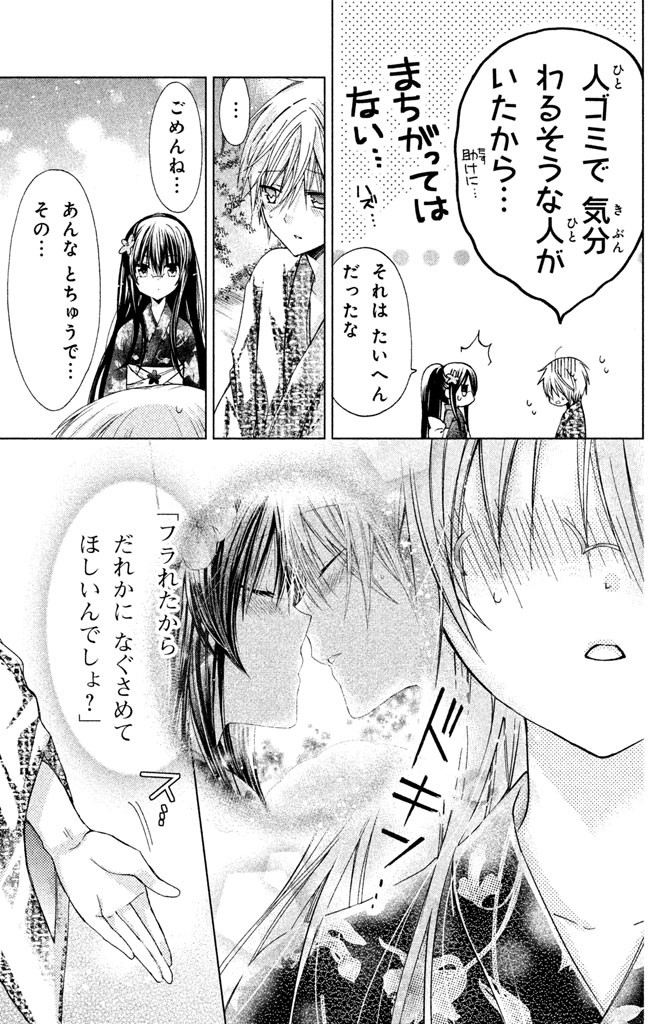 人ゴミで 気分
わるそうな人が
いたから…
助けに…
まちがっては
ない…
ハズ…
それは たいへん
だったな
…
ごめんね…
あんな とちゅうで…
その…
「フラれたから
だれかに なぐさめて
ほしいんでしょ？」
ドキン…
スッ…